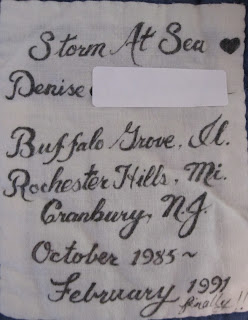 Storm At Sea ♥
Denise
Buffalo Grove, Il.
Rochester Hills, Mi.
Cranbury, N.J.
October 1985~
February 1991
finally!!